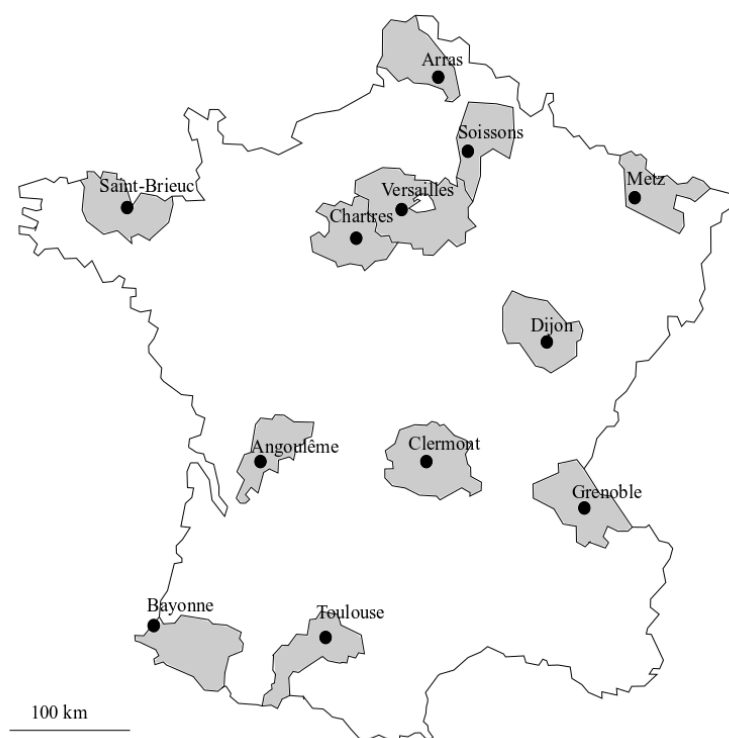 Arras
Soissons
Saint-Brieuc
Versailles
Metz
Chartres
Dijon
Angoulême
Clermont
Grenoble
Bayonne
Toulouse
100 km